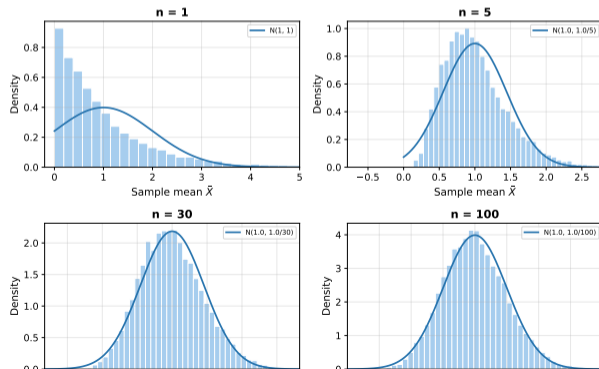 n = 1
N(1, 1)
Density
0.8
0.6
0.4
0.2
0.0
0
1
2
3
4
5
Sample mean X̄
n = 5
N(1.0, 1.0/5)
Density
1.0
0.8
0.6
0.4
0.2
0.0
−0.5
0.0
0.5
1.0
1.5
2.0
2.5
Sample mean X̄
n = 30
N(1.0, 1.0/30)
Density
2.0
1.5
1.0
0.5
0.0
n = 100
N(1.0, 1.0/100)
Density
4
3
2
1